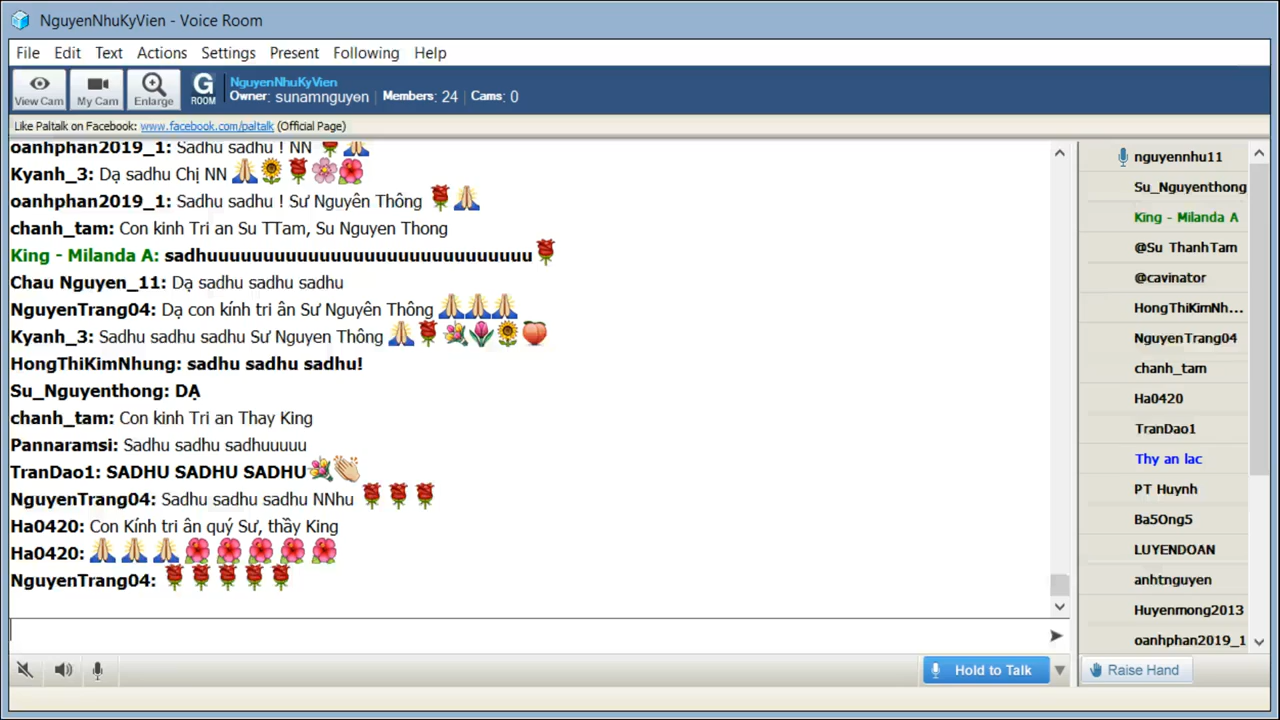 NguyenNhuKyVien - Voice Room
File Edit Text Actions Settings Present Following Help
View Cam
My Cam
Enlarge
G ROOM
NguyenNhuKyVien
Owner: sunamnguyen Members: 24 Cams: 0
Like Paltalk on Facebook: www.facebook.com/paltalk (Official Page)
oanhphan2019_1: Sadhu sadhu ! NN
Kyanh_3: Dạ sadhu Chị NN
oanhphan2019_1: Sadhu sadhu ! Sư Nguyên Thông
chanh_tam: Con kinh Tri an Su TTam, Su Nguyen Thong
King - Milanda A: sadhuuuuuuuuuuuuuuuuuuuuuuuuuuuuu
Chau Nguyen_11: Dạ sadhu sadhu sadhu
NguyenTrang04: Dạ con kính tri ân Sư Nguyên Thông
Kyanh_3: Sadhu sadhu sadhu Sư Nguyen Thông
HongThiKimNhung: sadhu sadhu sadhu!
Su_Nguyenthong: DẠ
chanh_tam: Con kinh Tri an Thay King
Pannaramsi: Sadhu sadhu sadhuuuuu
TranDao1: SADHU SADHU SADHU
NguyenTrang04: Sadhu sadhu sadhu NNhu
Ha0420: Con Kính tri ân quý Sư, thầy King
Ha0420:
NguyenTrang04:
Hold to Talk
nguyennhu11
Su_Nguyenthong
King - Milanda A
@Su ThanhTam
@cavinator
HongThiKimNh...
NguyenTrang04
chanh_tam
Ha0420
TranDao1
Thy an lac
PT Huynh
Ba5Ong5
LUYENDOAN
anhtnguyen
Huyenmong2013
oanhphan2019_1
Raise Hand